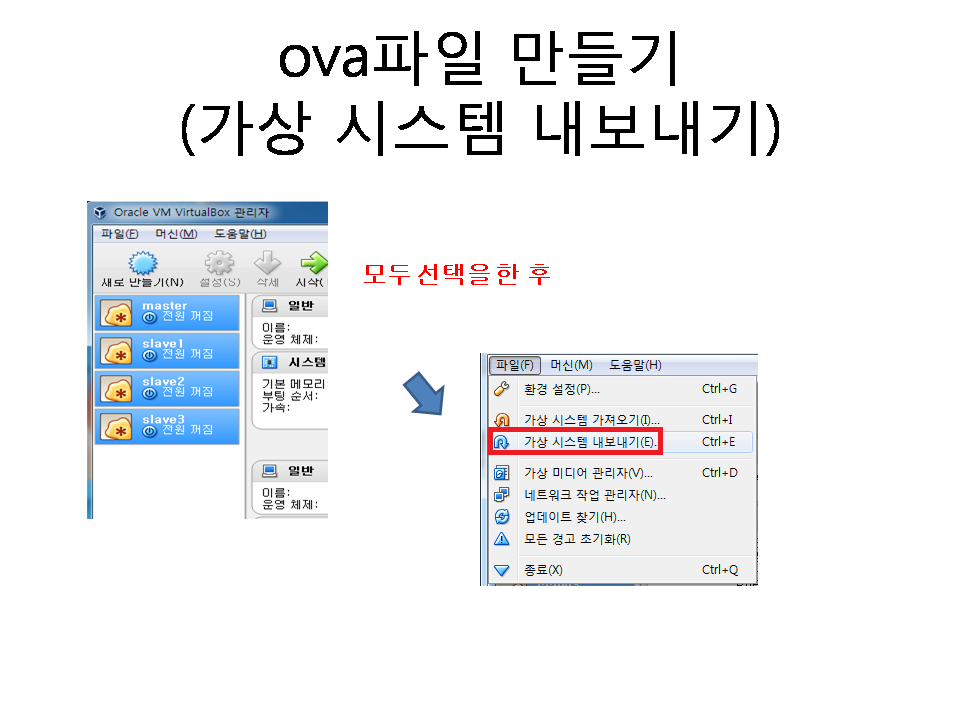 ova파일 만들기
(가상 시스템 내보내기)
Oracle VM VirtualBox 관리자
파일(F) 머신(M) 도움말(H)
새로 만들기(N) 설정(S) 삭제 시작(
master
전원 꺼짐
slave1
전원 꺼짐
slave2
전원 꺼짐
slave3
전원 꺼짐
일반
이름:
운영 체제:
시스템
기본 메모리
부팅 순서:
가속:
일반
이름:
운영 체제:
모두 선택을한 후
파일(F) 머신(M) 도움말(H)
환경 설정(P)... Ctrl+G
가상 시스템 가져오기(I)... Ctrl+I
가상 시스템 내보내기(E). Ctrl+E
가상 미디어 관리자(V)... Ctrl+D
네트워크 작업 관리자(N)...
업데이트 찾기(H)...
모든 경고 초기화(R)
종료(X) Ctrl+Q